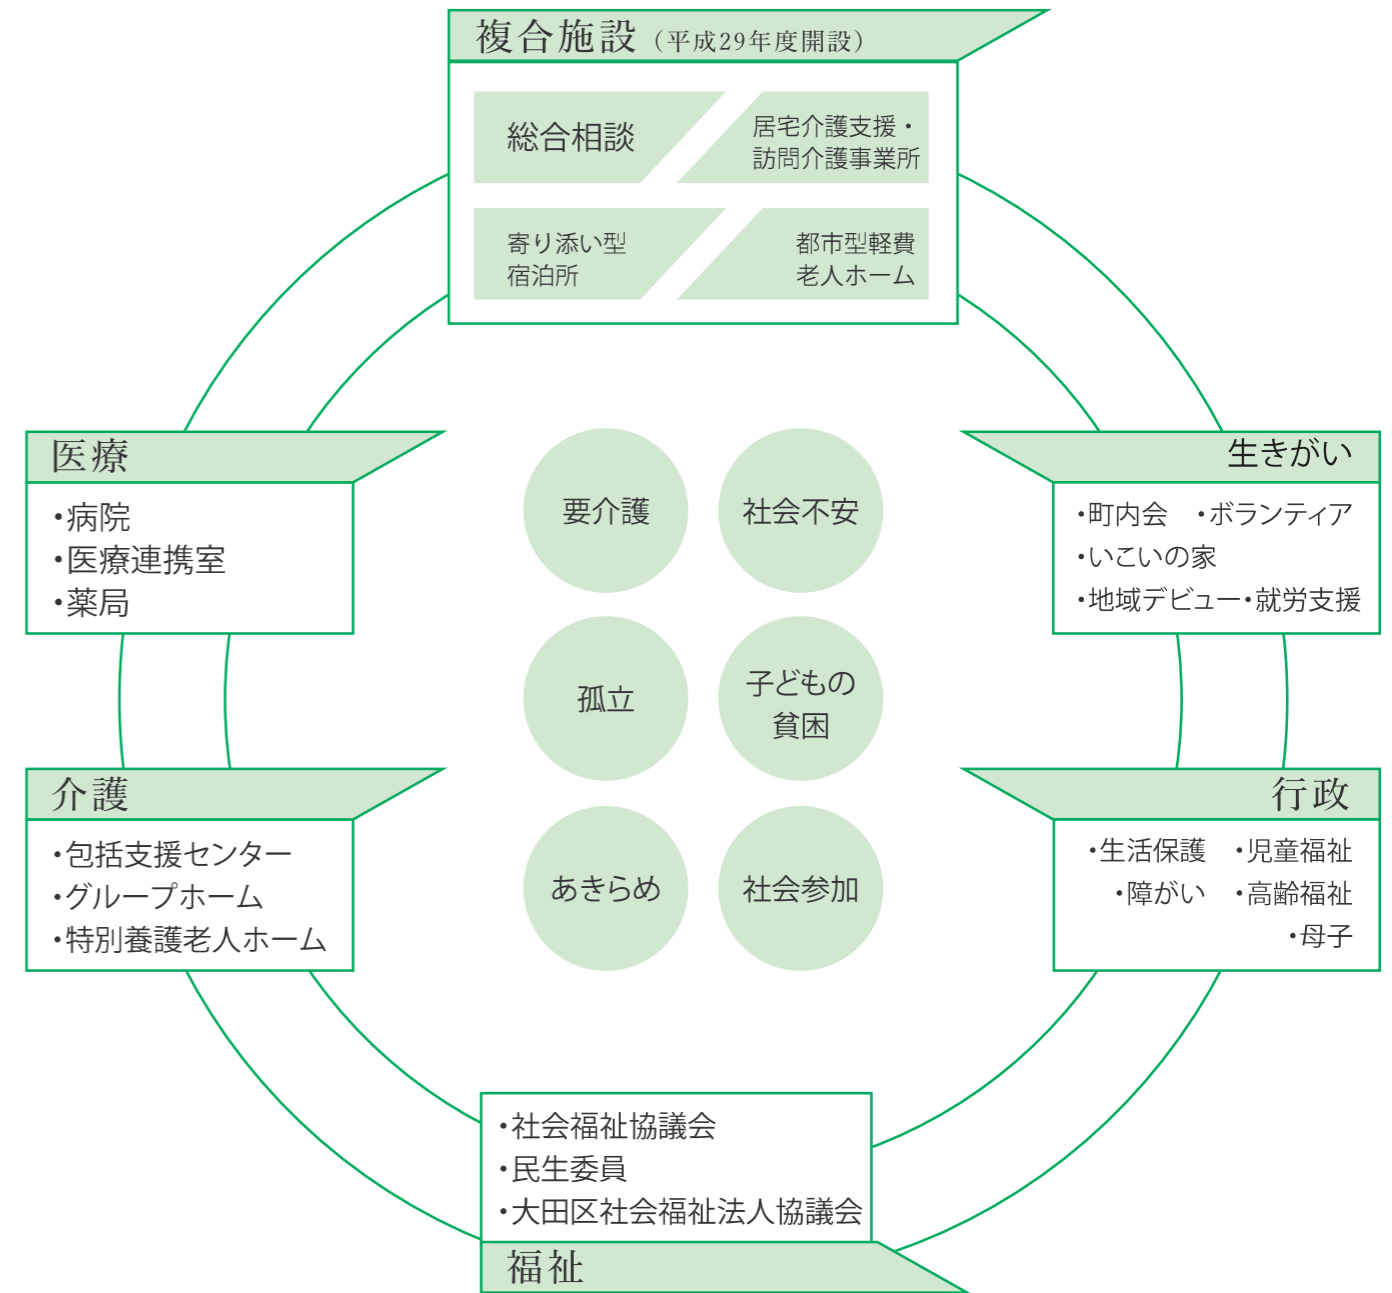 複合施設（平成29年度開設）
総合相談
居宅介護支援・
訪問介護事業所
寄り添い型
宿泊所
都市型軽費
老人ホーム
医療
・病院
・医療連携室
・薬局
生きがい
・町内会　・ボランティア
・いこいの家
・地域デビュー・就労支援
要介護
社会不安
孤立
子どもの
貧困
あきらめ
社会参加
介護
・包括支援センター
・グループホーム
・特別養護老人ホーム
行政
・生活保護　・児童福祉
・障がい　・高齢福祉
・母子
・社会福祉協議会
・民生委員
・大田区社会福祉法人協議会
福祉